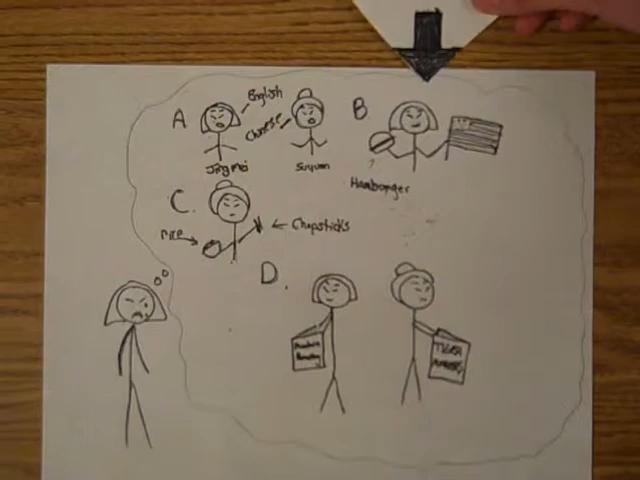 A
English
Chinese
Jing mei
Suyuan
B
Hamburger
C.
rice
Chopsticks
D.